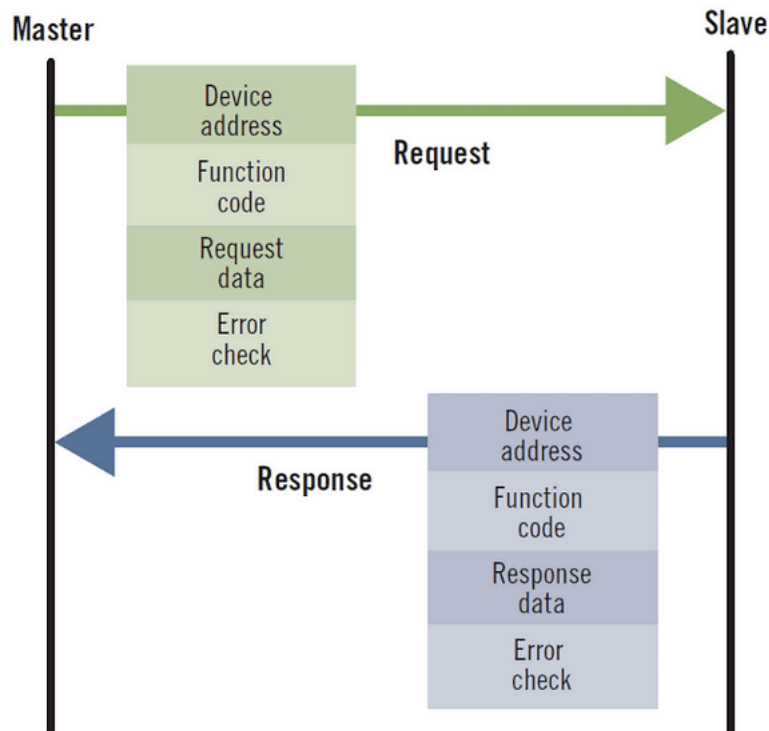 Master
Slave
Device
address
Request
Function
code
Request
data
Error
check
Device
address
Response
Function
code
Response
data
Error
check